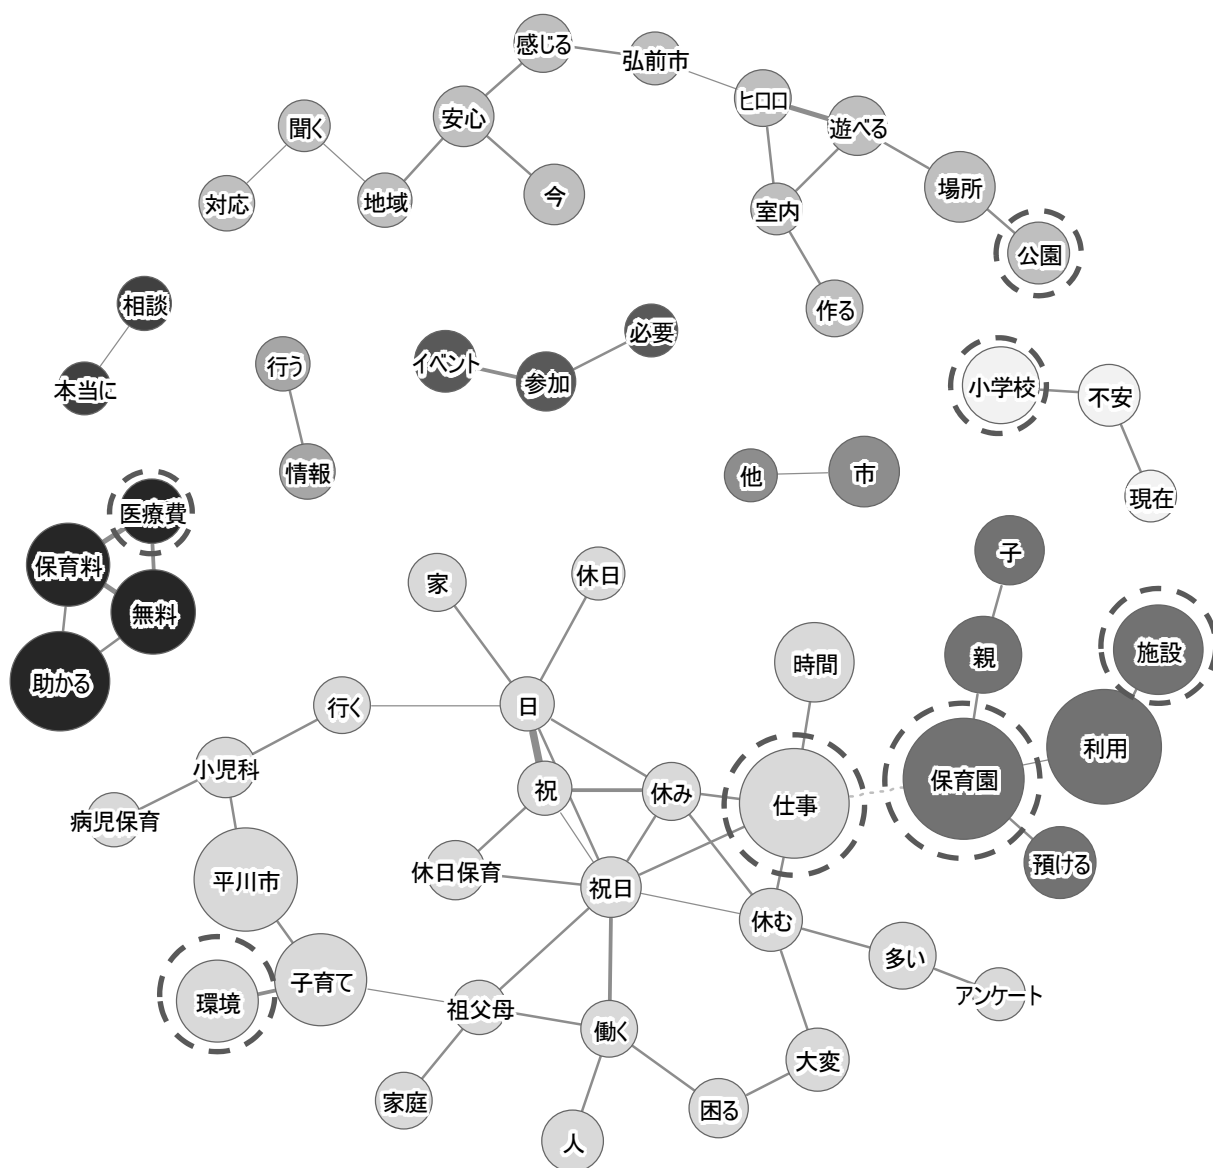 感じる
弘前市
ヒロロ
遊べる
安心
聞く
対応
地域
今
室内
場所
公園
作る
相談
本当に
行う
情報
イベント
参加
必要
小学校
不安
現在
他
市
医療費
保育料
無料
助かる
家
休日
子
親
施設
時間
利用
保育園
預ける
行く
日
小児科
病児保育
祝
休み
仕事
平川市
休日保育
祝日
休む
多い
アンケート
環境
子育て
祖父母
働く
大変
家庭
困る
人